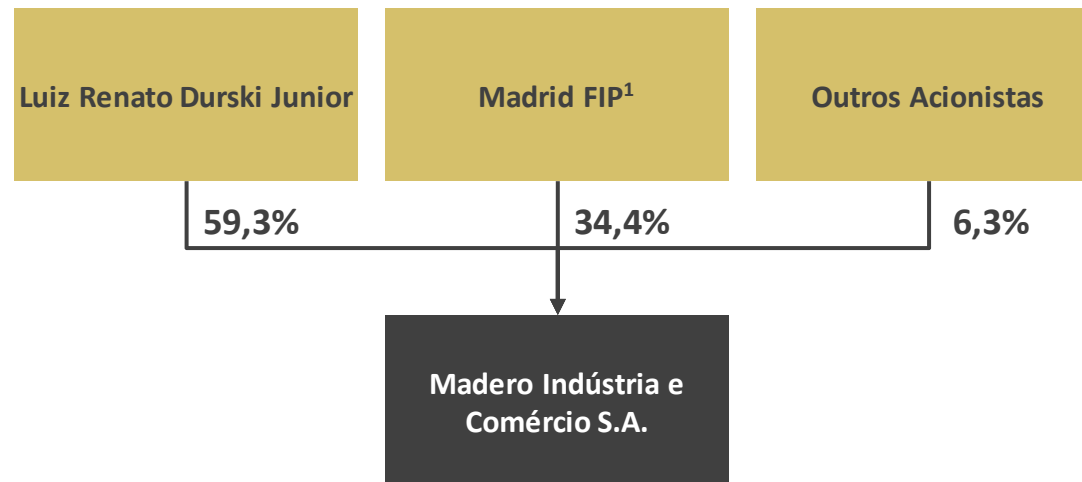 Luiz Renato Durski Junior
Madrid FIP¹
Outros Acionistas
59,3%
34,4%
6,3%
Madero Indústria e
Comércio S.A.